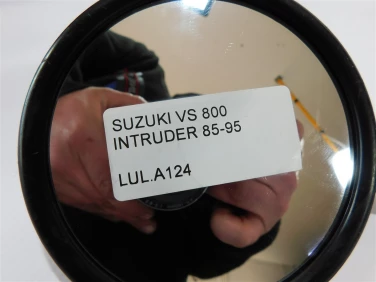 SUZUKI VS 800
INTRUDER 85-95
LUL.A124